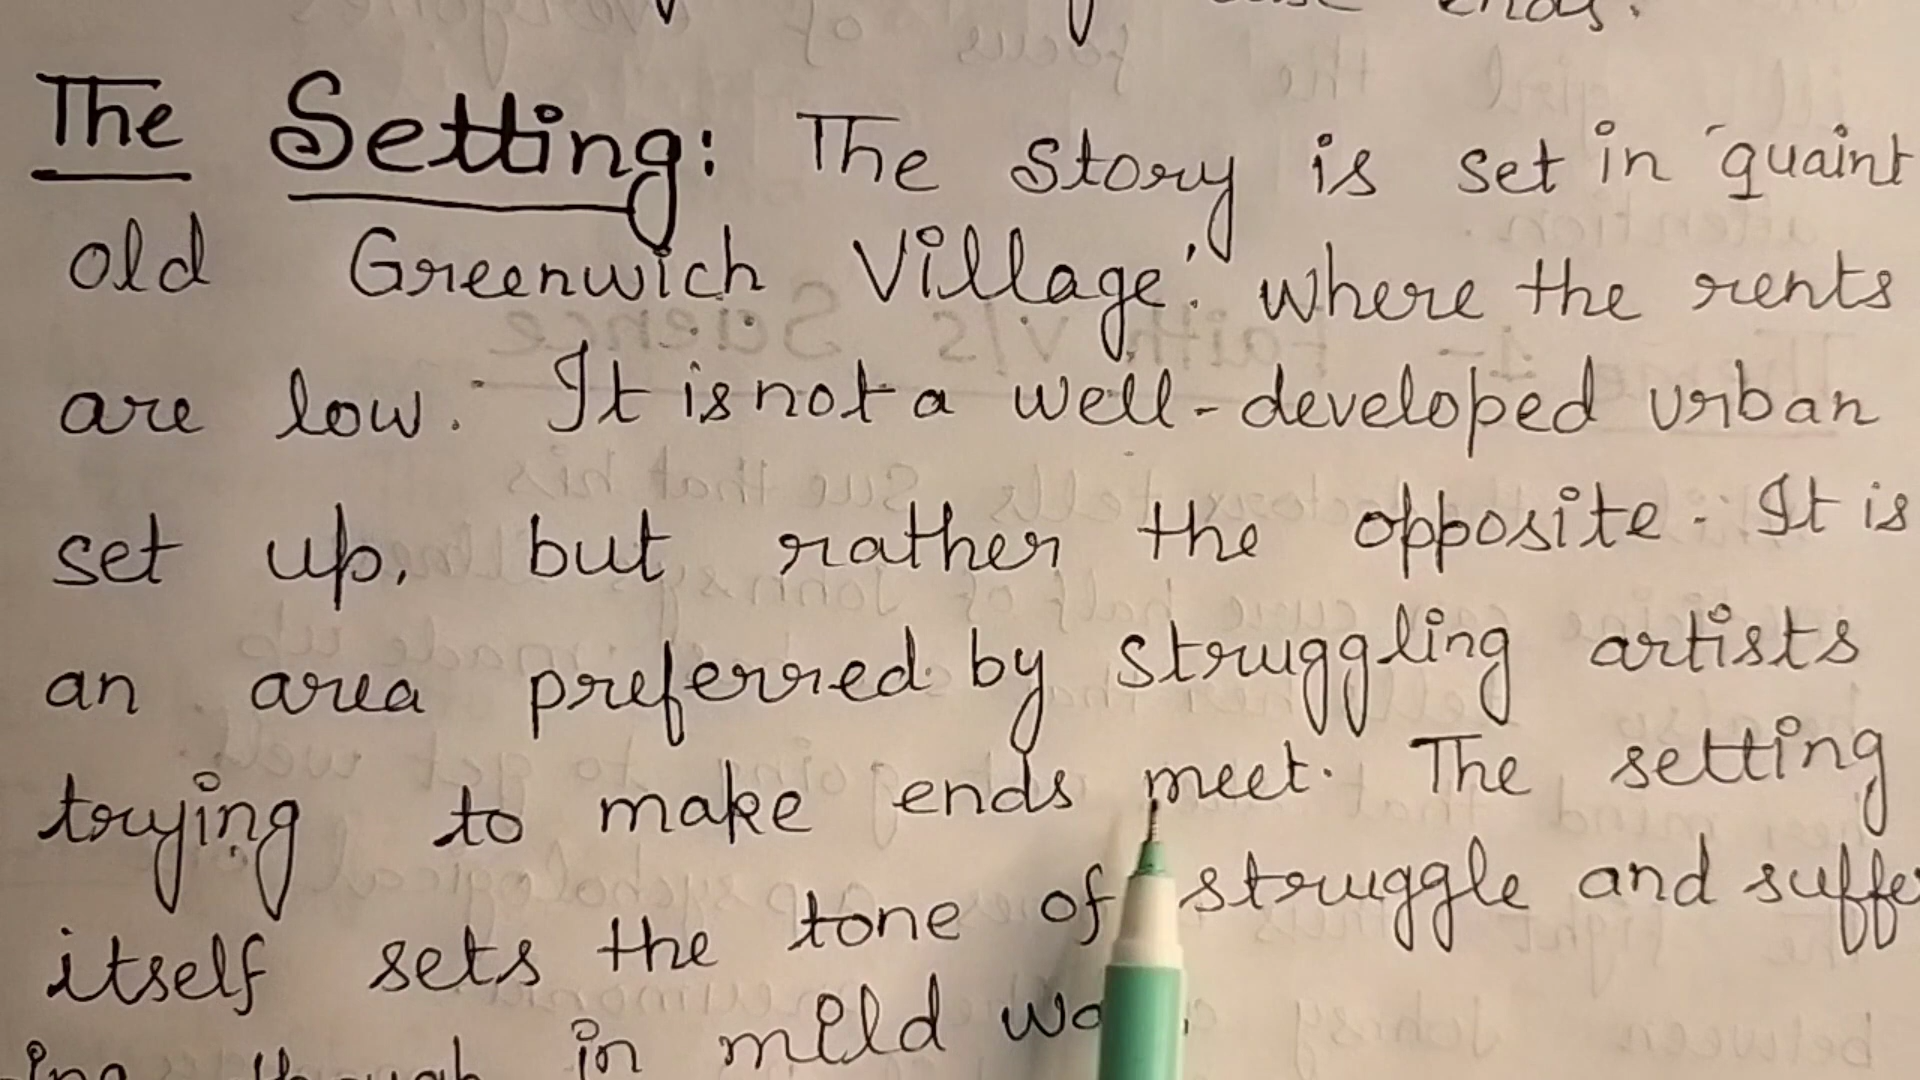 ends.
The Setting: The story is set in 'quaint
old Greenwich Village.' where the rents
are low. It is not a well-developed urban
set up, but rather the opposite. It is
an area preferred by struggling artists
trying to make ends meet. The setting
itself sets the tone of struggle and suffe
in mild